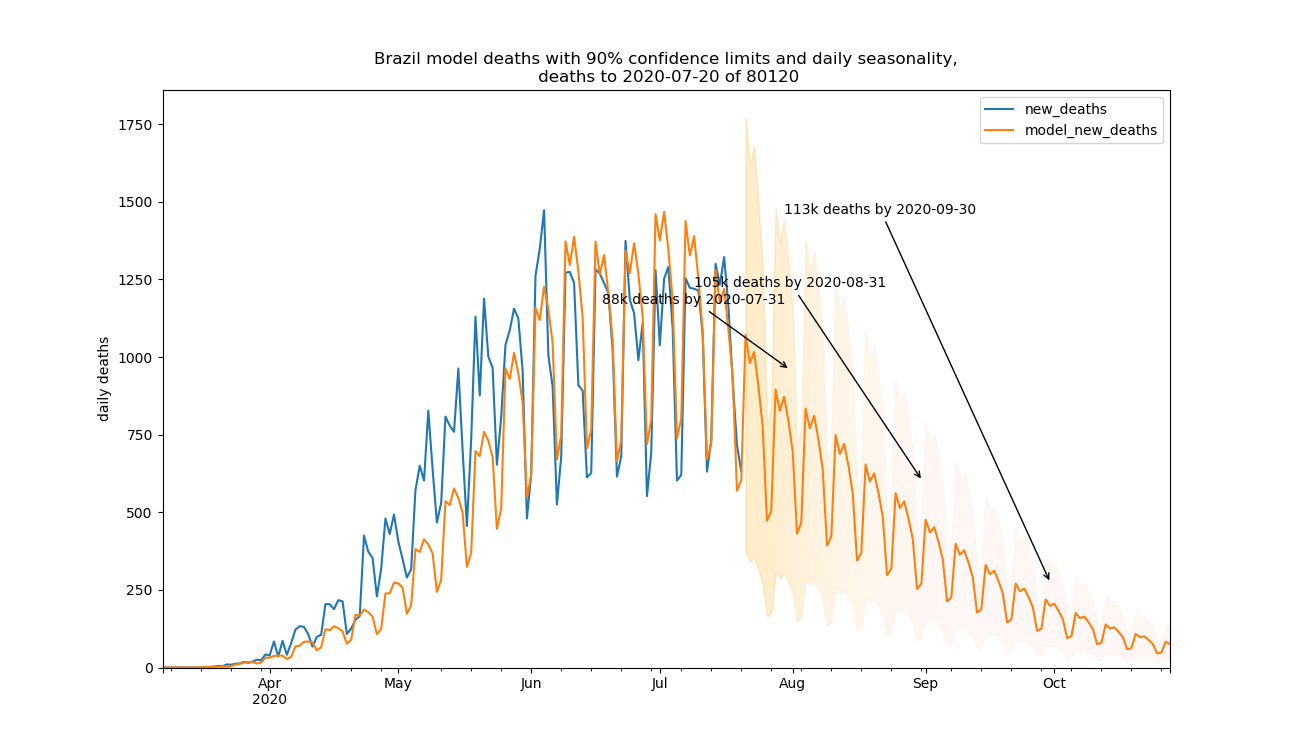 Brazil model deaths with 90% confidence limits and daily seasonality,
deaths to 2020-07-20 of 80120
new_deaths
model_new_deaths
113k deaths by 2020-09-30
105k deaths by 2020-08-31
88k deaths by 2020-07-31
daily deaths
1750
1500
1250
1000
750
500
250
0
Apr May Jun Jul Aug Sep Oct
2020